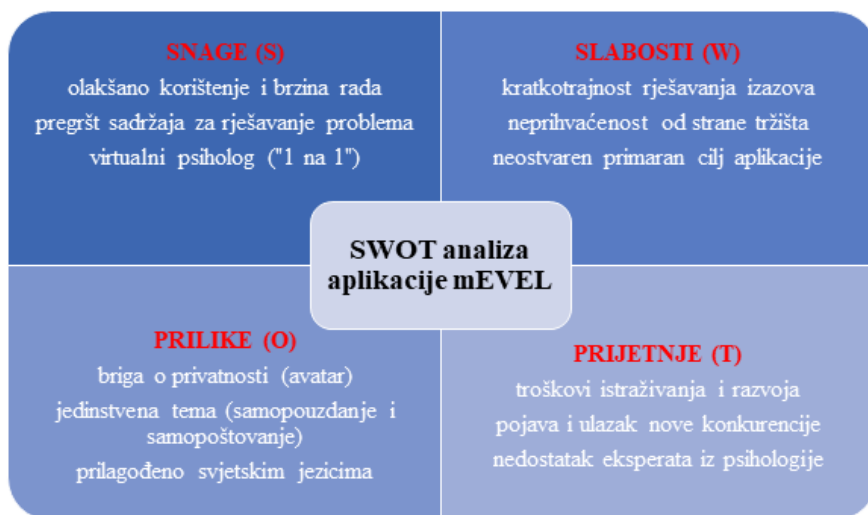 SNAGE (S)
olakšano korištenje i brzina rada
pregršt sadržaja za rješavanje problema
virtualni psiholog ("1 na 1")
SLABOSTI (W)
kratkotrajnost rješavanja izazova
neprihvaćenost od strane tržišta
neostvaren primaran cilj aplikacije
SWOT analiza
aplikacije mEVEL
PRILIKE (O)
briga o privatnosti (avatar)
jedinstvena tema (samopouzdanje i
samopoštovanje)
prilagođeno svjetskim jezicima
PRIJETNJE (T)
troškovi istraživanja i razvoja
pojava i ulazak nove konkurencije
nedostatak eksperata iz psihologije